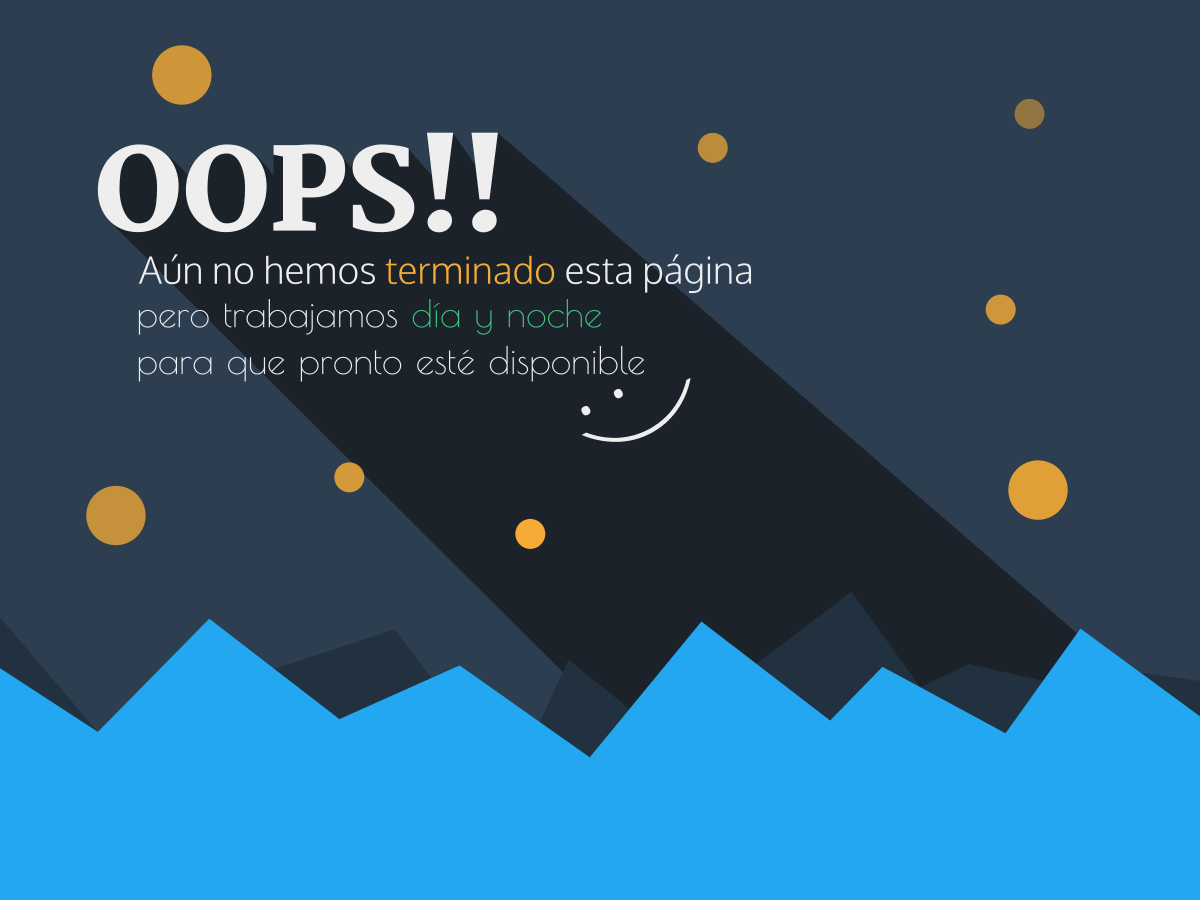 OOPS!!
Aún no hemos terminado esta página
pero trabajamos día y noche
para que pronto esté disponible